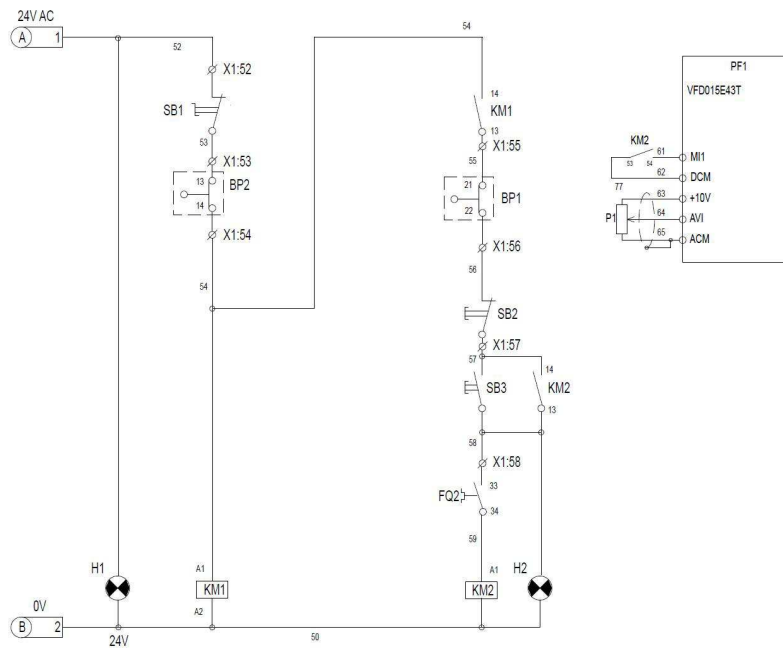 24V AC
A 1
52
54
X1:52
SB1
53
X1:53
13
BP2
14
X1:54
54
14
KM1
13
X1:55
55
21
BP1
22
X1:56
56
SB2
X1:57
57
SB3
14
KM2
13
58
X1:58
33
FQ2
34
59
H1
A1
KM1
A2
A1
KM2
H2
0V
B 2
24V
50
PF1
VFD015E43T
KM2
53 54
61
MI1
62
DCM
77
63
+10V
P1
64
AVI
65
ACM